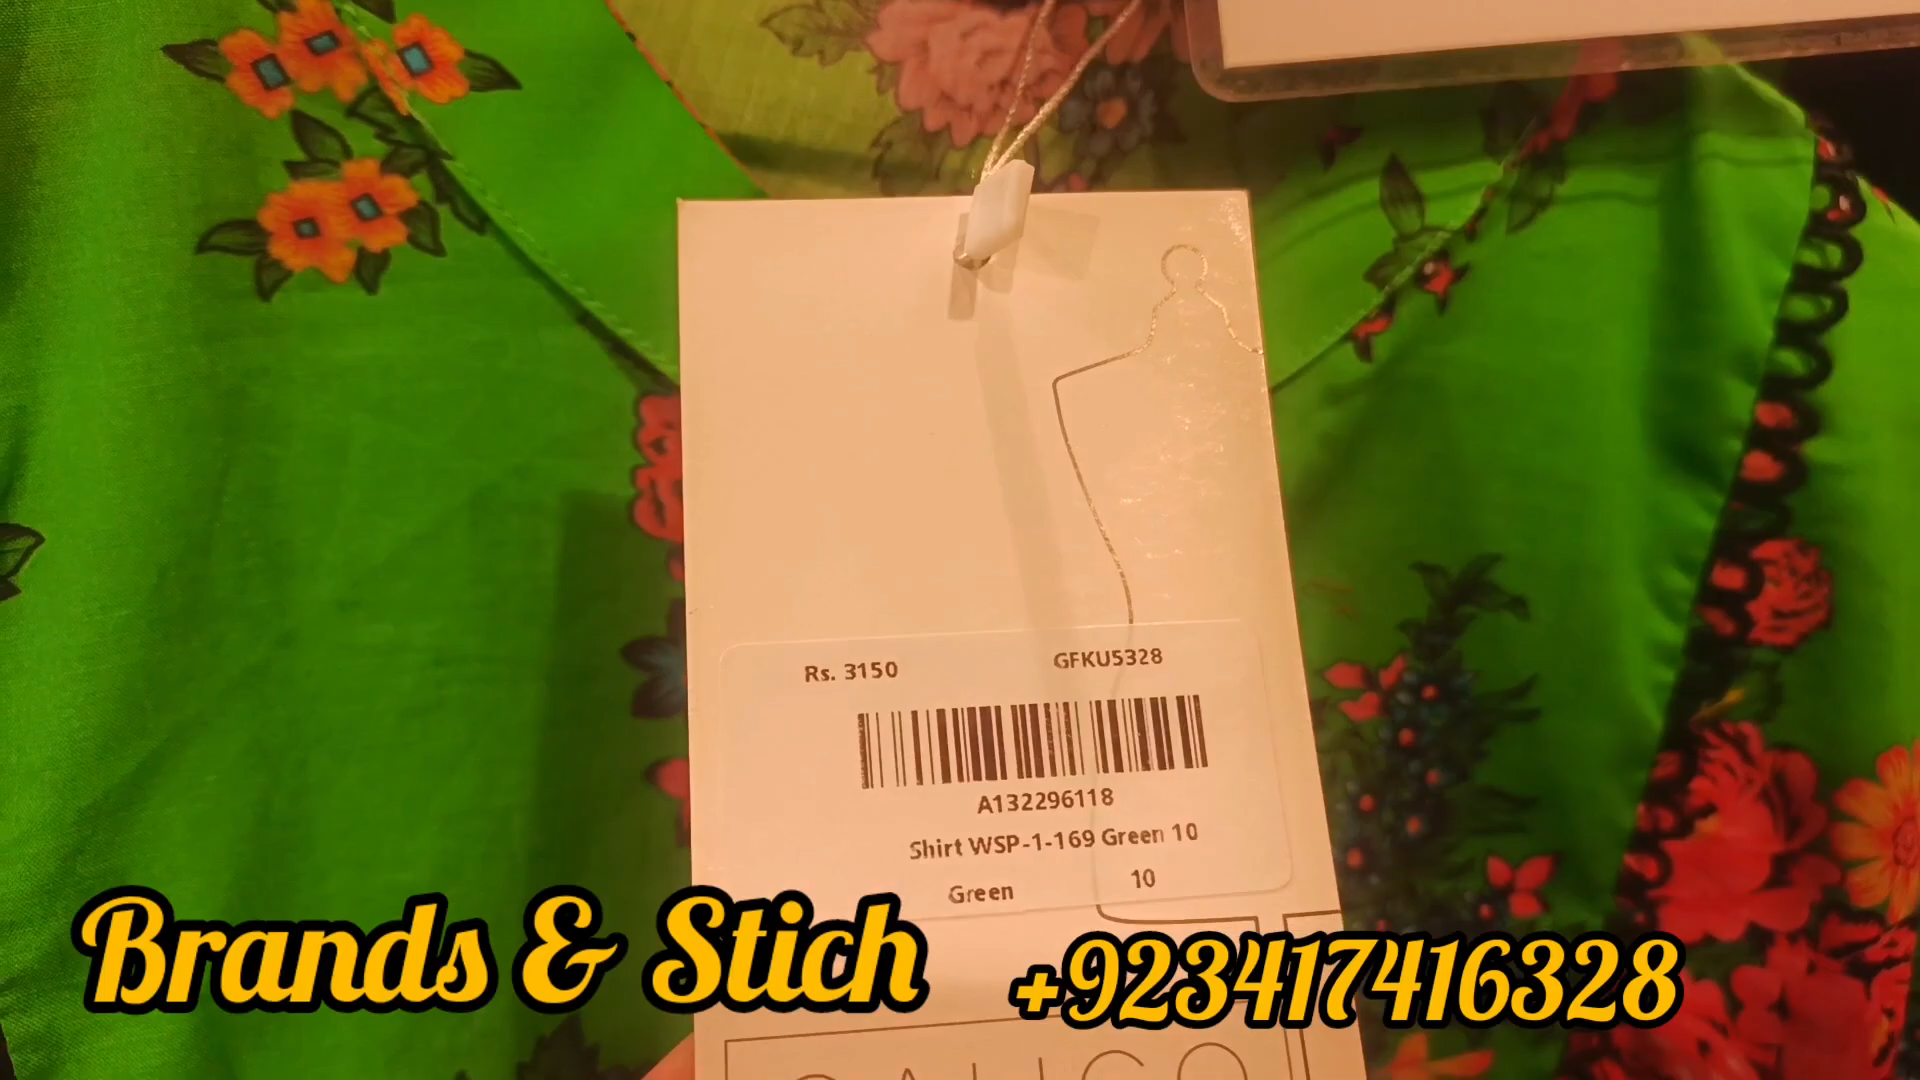 Rs. 3150 GFKU5328
A132296118
Shirt WSP-1-169 Green 10
Green 10
Brands & Stich +923417416328